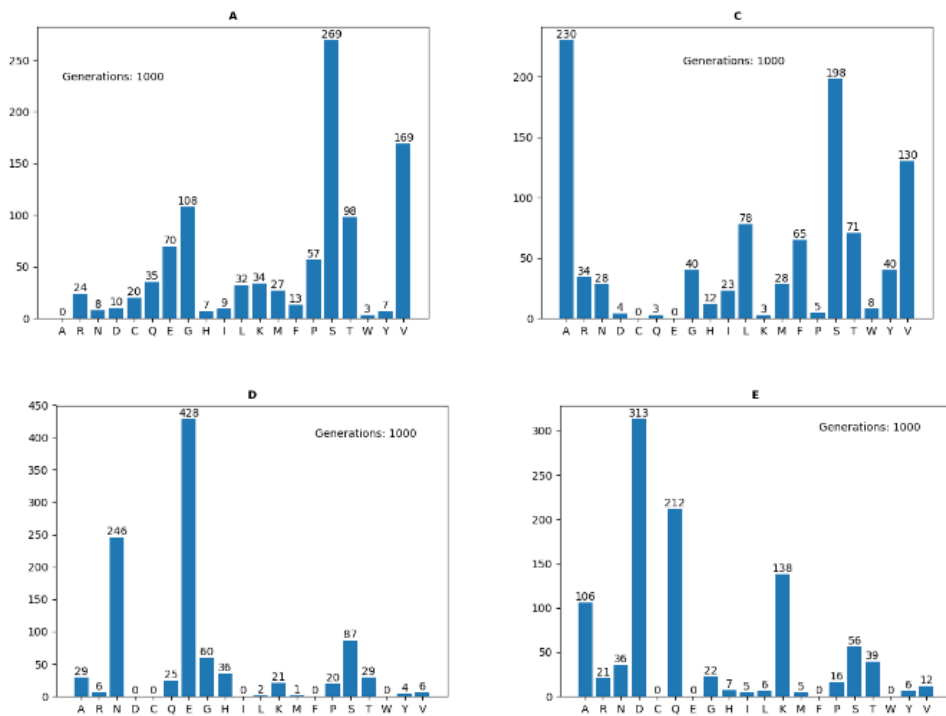 A
Generations: 1000
250
200
150
100
50
0
0 24 8 10 20 35 70 108 7 9 32 34 27 13 57 269 98 3 7 169
A R N D C Q E G H I L K M F P S T W Y V
C
Generations: 1000
200
150
100
50
0
230 34 28 4 0 3 0 40 12 23 78 3 28 65 5 198 71 8 40 130
A R N D C Q E G H I L K M F P S T W Y V
D
Generations: 1000
450
400
350
300
250
200
150
100
50
0
29 6 246 0 0 25 428 60 36 0 2 21 1 0 20 87 29 0 4 6
A R N D C Q E G H I L K M F P S T W Y V
E
Generations: 1000
300
250
200
150
100
50
0
106 21 36 313 0 212 0 22 7 5 6 138 5 0 16 56 39 0 6 12
A R N D C Q E G H I L K M F P S T W Y V